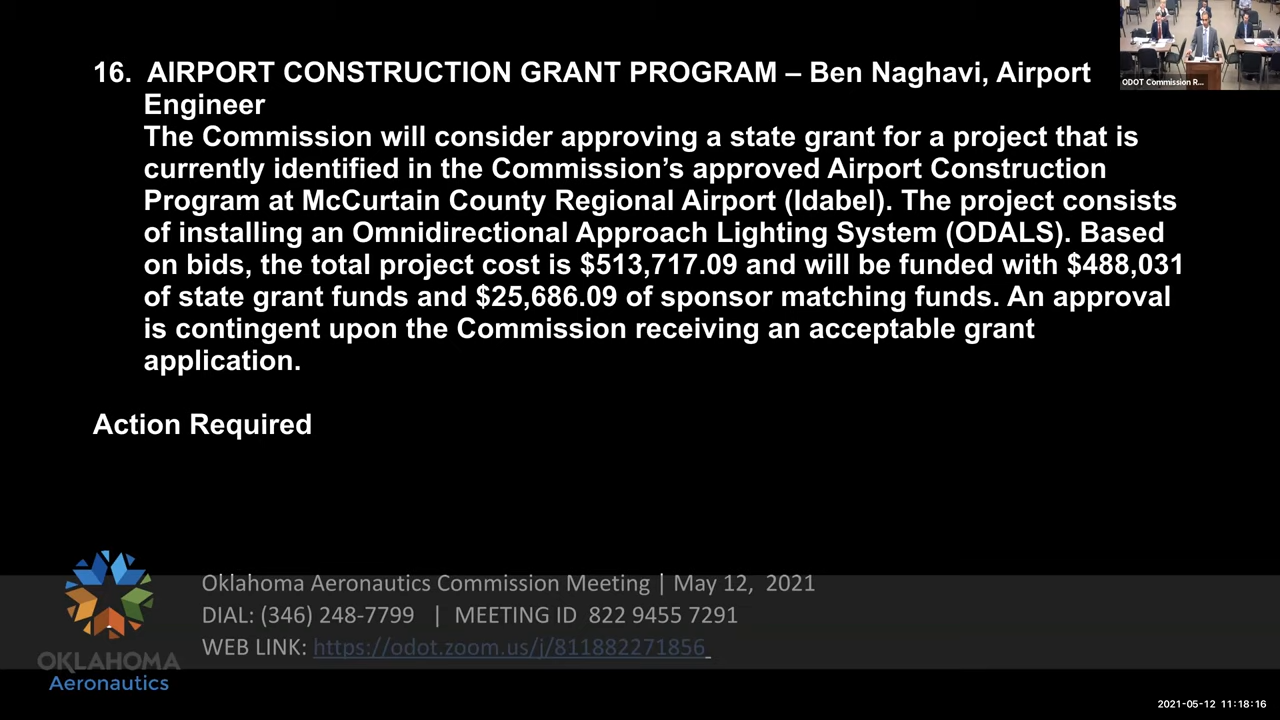 16. AIRPORT CONSTRUCTION GRANT PROGRAM – Ben Naghavi, Airport
Engineer
The Commission will consider approving a state grant for a project that is
currently identified in the Commission's approved Airport Construction
Program at McCurtain County Regional Airport (Idabel). The project consists
of installing an Omnidirectional Approach Lighting System (ODALS). Based
on bids, the total project cost is $513,717.09 and will be funded with $488,031
of state grant funds and $25,686.09 of sponsor matching funds. An approval
is contingent upon the Commission receiving an acceptable grant
application.
Action Required
ODOT Commission R...
Oklahoma Aeronautics Commission Meeting | May 12, 2021
DIAL: (346) 248-7799 | MEETING ID 822 9455 7291
WEB LINK: https://odot.zoom.us/j/811882271856
OKLAHOMA
Aeronautics
2021-05-12 11:18:16